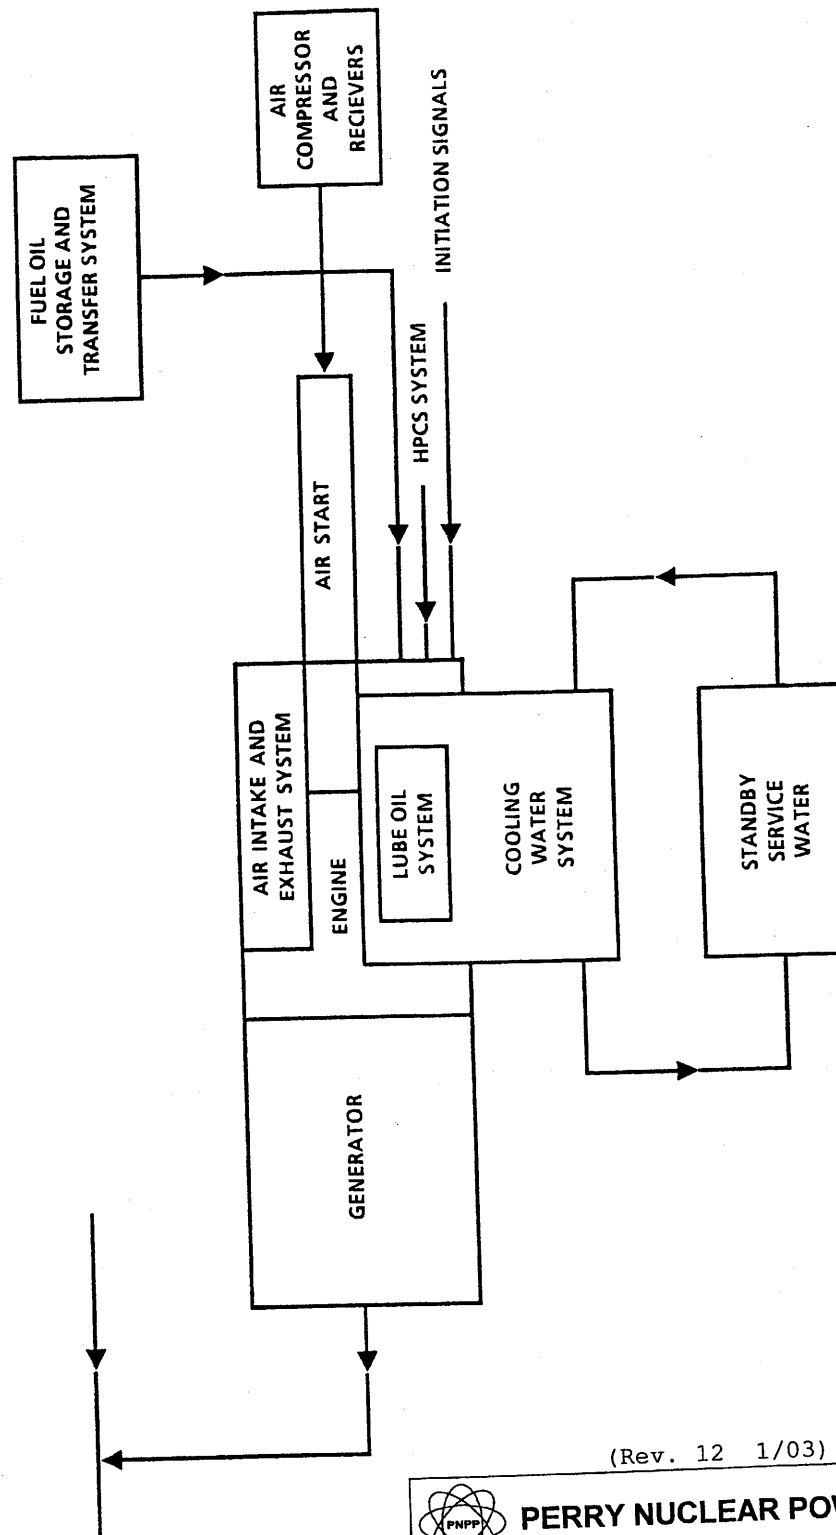 FUEL OIL
STORAGE AND
TRANSFER SYSTEM
AIR
COMPRESSOR
AND
RECIEVERS
INITIATION SIGNALS
HPCS SYSTEM
AIR START
AIR INTAKE AND
EXHAUST SYSTEM
ENGINE
LUBE OIL
SYSTEM
COOLING
WATER
SYSTEM
STANDBY
SERVICE
WATER
GENERATOR
(Rev. 12 1/03)
PNPP
PERRY NUCLEAR POW